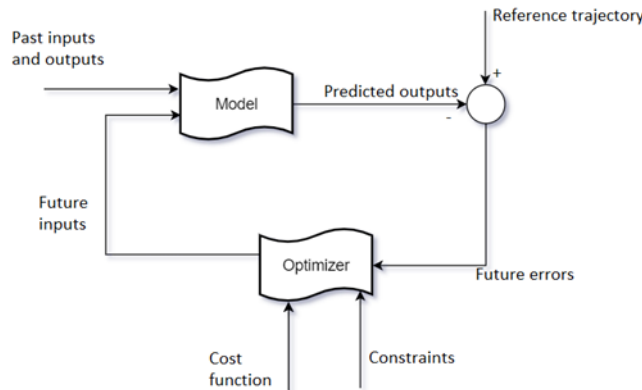 Reference trajectory
Past inputs
and outputs
+
Model
Predicted outputs
-
Future
inputs
Optimizer
Future errors
Cost
function
Constraints